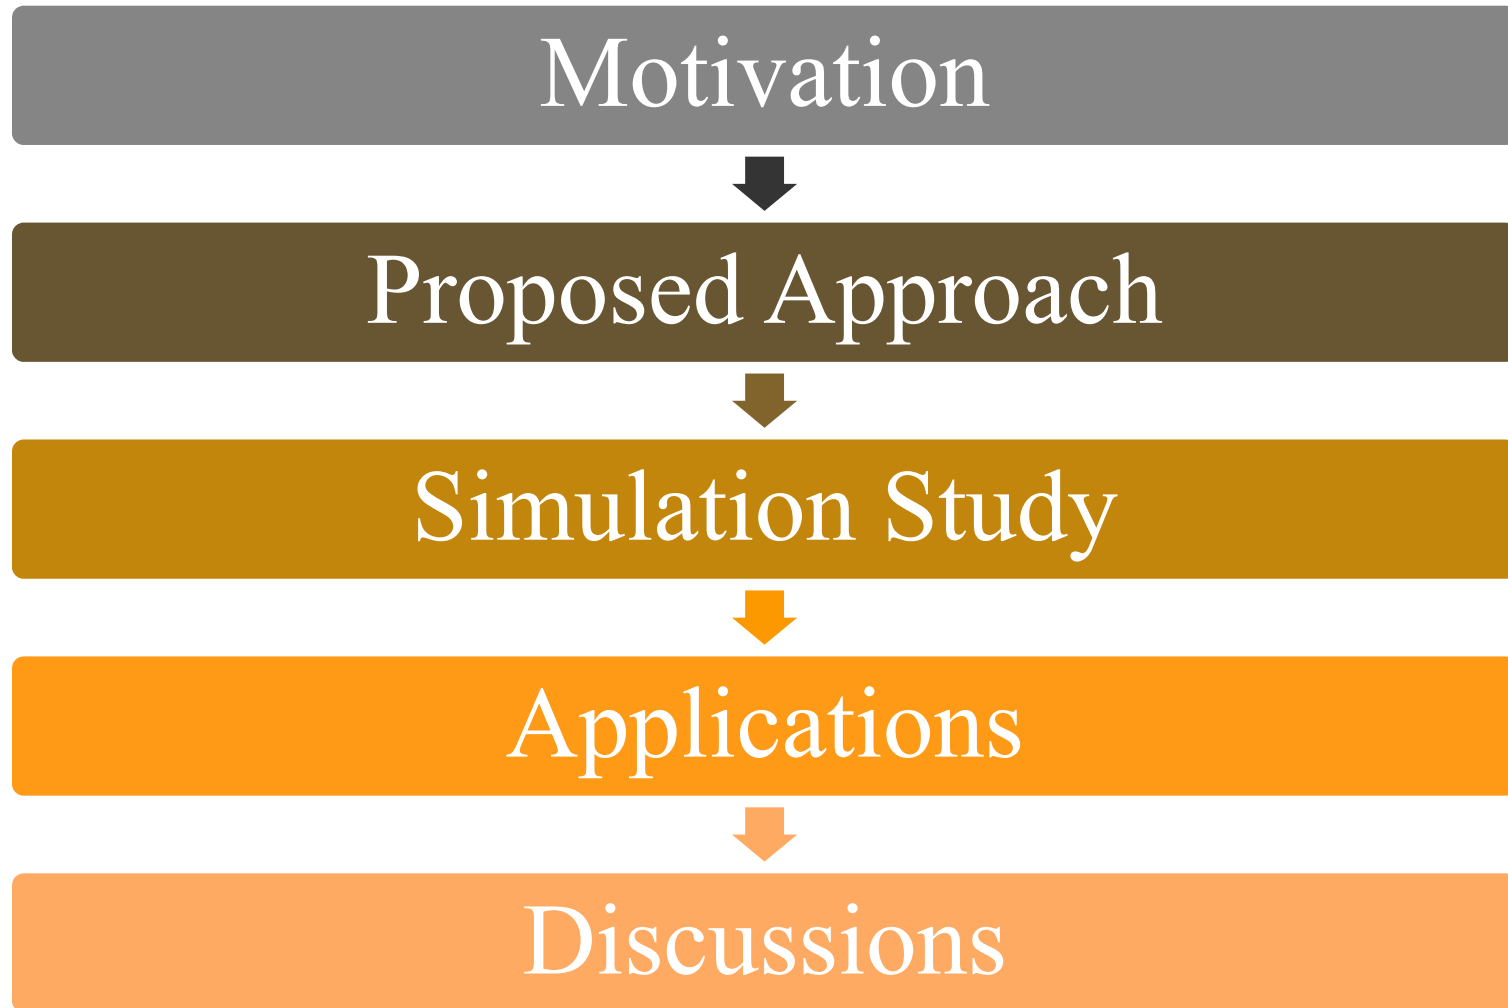 Motivation
Proposed Approach
Simulation Study
Applications
Discussions